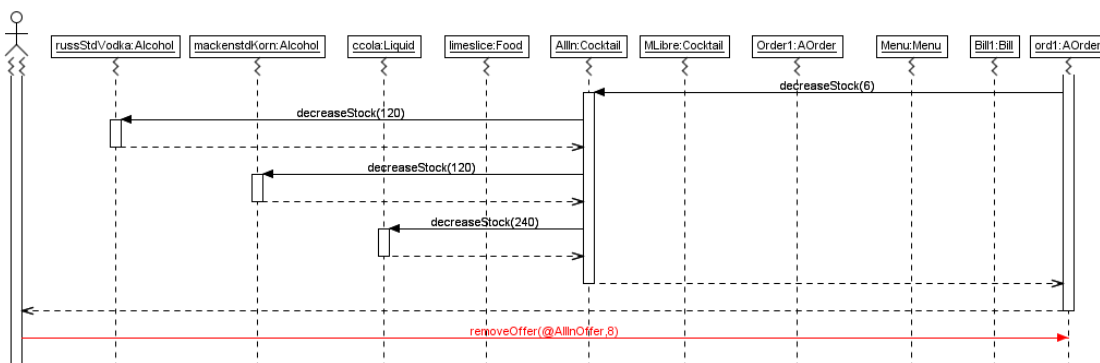 russStdVodka:Alcohol mackenstdKorn:Alcohol ccola:Liquid limeslice:Food AllIn:Cocktail MLibre:Cocktail Order1:AOrder Menu:Menu Bill1:Bill ord1:AOrder
decreaseStock(6)
decreaseStock(120)
decreaseStock(120)
decreaseStock(240)
removeOffer(@AllInOffer,8)